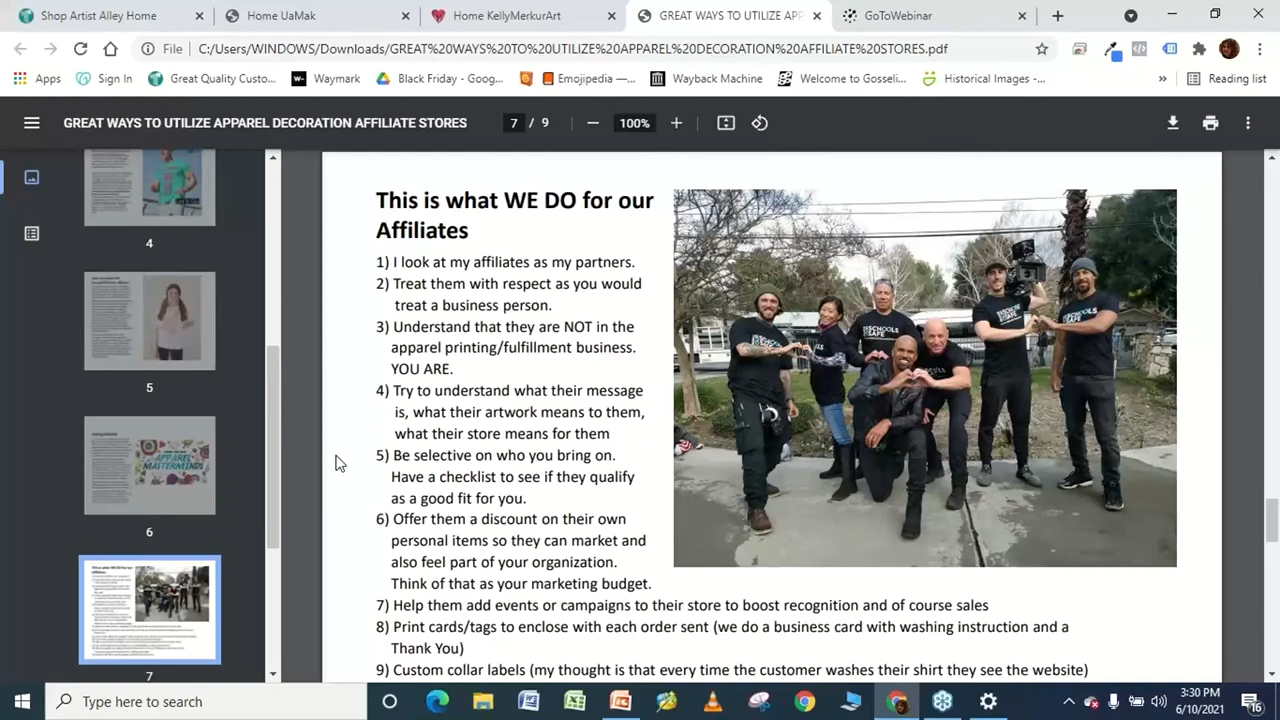 Shop Artist Alley Home
Home UaMak
Home KellyMerkurArt
GREAT WAYS TO UTILIZE APP
GoToWebinar
File
C:/Users/WINDOWS/Downloads/GREAT%20WAYS%20TO%20UTILIZE%20APPAREL%20DECORATION%20AFFILIATE%20STORES.pdf
Apps
Sign In
Great Quality Custo...
Waymark
Black Friday - Goog...
Emojipedia —...
Wayback Machine
Welcome to Gosseli...
Historical Images -...
»
Reading list
GREAT WAYS TO UTILIZE APPAREL DECORATION AFFILIATE STORES
7 / 9
100%
4
5
APPAREL
MASTERMINDS
6
7
This is what WE DO for our
Affiliates
1) I look at my affiliates as my partners.
2) Treat them with respect as you would
treat a business person.
3) Understand that they are NOT in the
apparel printing/fulfillment business.
YOU ARE.
4) Try to understand what their message
is, what their artwork means to them,
what their store means for them
5) Be selective on who you bring on.
Have a checklist to see if they qualify
as a good fit for you.
6) Offer them a discount on their own
personal items so they can market and
also feel part of your organization.
Think of that as your marketing budget.
7) Help them add events or campaigns to their store to boost recognition and of course sales
8) Print cards/tags to enclose with each order sent (we do a business card with washing instruction and a
Thank You)
9) Custom collar labels (my thought is that every time the customer washes their shirt they see the website)
Type here to search
3:30 PM
6/10/2021
16